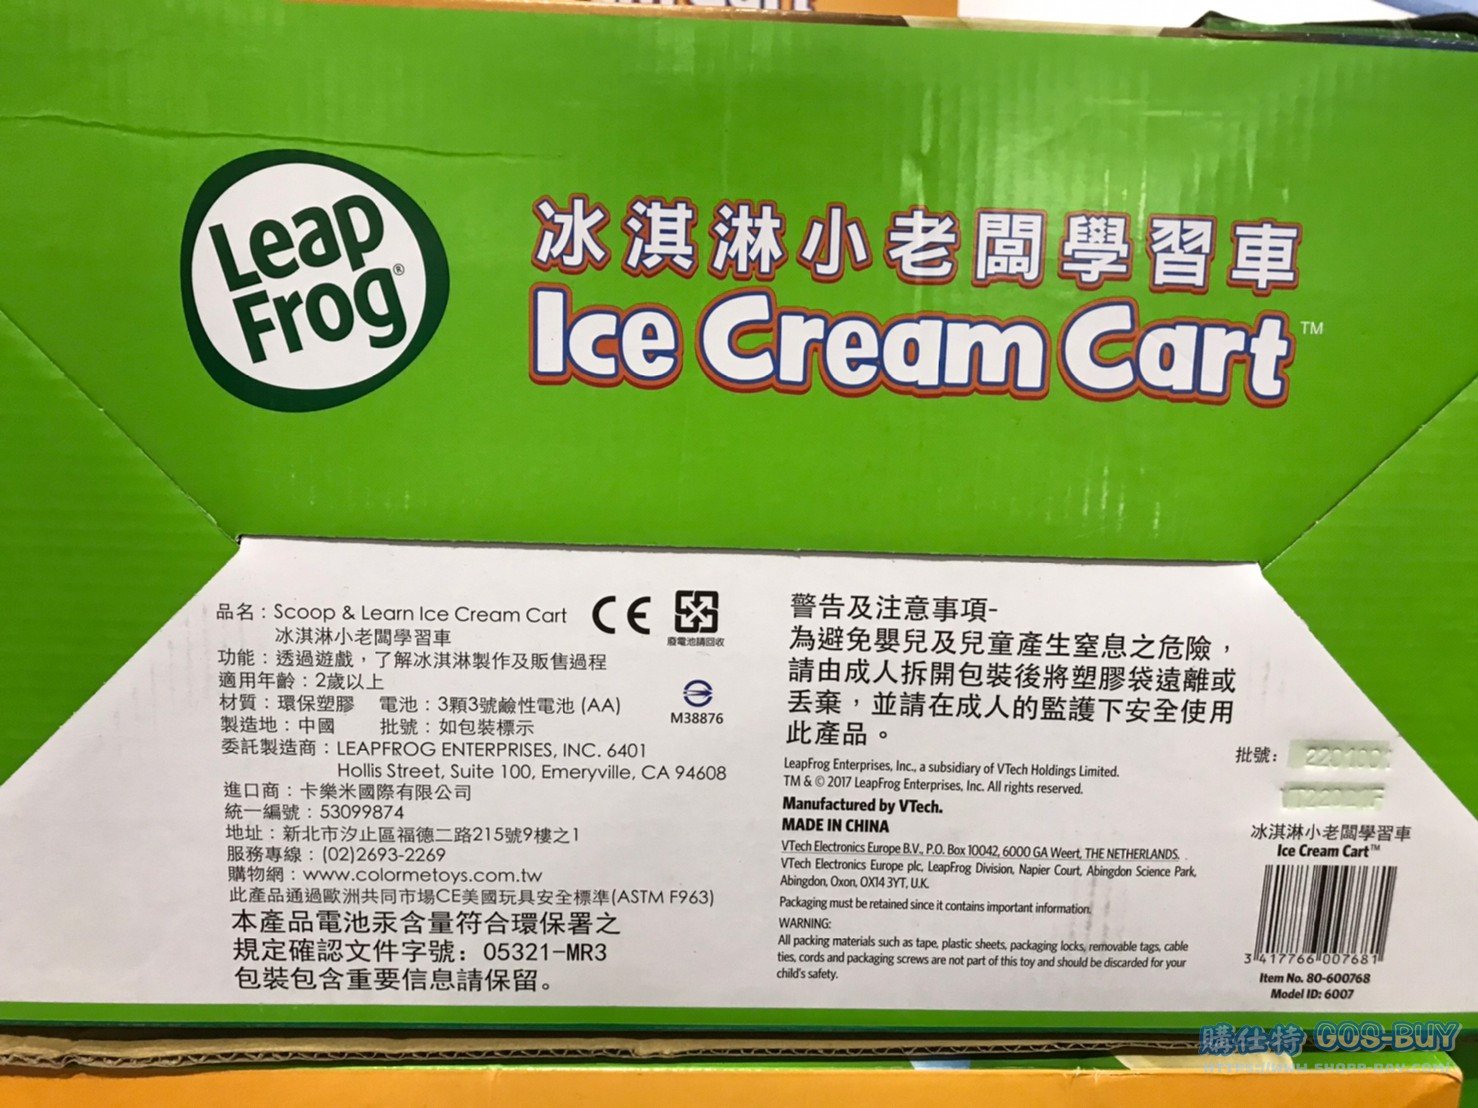 Leap
Frog®
冰淇淋小老闆學習車
Ice Cream Cart™
品名：Scoop & Learn Ice Cream Cart
冰淇淋小老闆學習車
功能：透過遊戲，了解冰淇淋製作及販售過程
適用年齡：2歲以上
材質：環保塑膠 電池：3顆3號鹼性電池 (AA)
製造地：中國 批號：如包裝標示
委託製造商：LEAPFROG ENTERPRISES, INC. 6401
Hollis Street, Suite 100, Emeryville, CA 94608
進口商：卡樂米國際有限公司
統一編號：53099874
地址：新北市汐止區福德二路215號9樓之1
服務專線：(02)2693-2269
購物網：www.colormetoys.com.tw
此產品通過歐洲共同市場CE美國玩具安全標準(ASTM F963)
本產品電池汞含量符合環保署之
規定確認文件字號：05321-MR3
包裝包含重要信息請保留。
CE
廢電池請回收
M38876
警告及注意事項-
為避免嬰兒及兒童產生窒息之危險，
請由成人拆開包裝後將塑膠袋遠離或
丟棄，並請在成人的監護下安全使用
此產品。
LeapFrog Enterprises, Inc., a subsidiary of VTech Holdings Limited.
TM & © 2017 LeapFrog Enterprises, Inc. All rights reserved.
Manufactured by VTech.
MADE IN CHINA
VTech Electronics Europe B.V., P.O. Box 10042, 6000 GA Weert, THE NETHERLANDS.
VTech Electronics Europe plc, LeapFrog Division, Napier Court, Abingdon Science Park,
Abingdon, Oxon, OX14 3YT, U.K.
Packaging must be retained since it contains important information.
WARNING:
All packing materials such as tape, plastic sheets, packaging locks, removable tags, cable
ties, cords and packaging screws are not part of this toy and should be discarded for your
child's safety.
批號：
冰淇淋小老闆學習車
Ice Cream Cart™
3 417766 007681
Item No. 80-600768
Model ID: 6007
購仕特 GOS-BUY